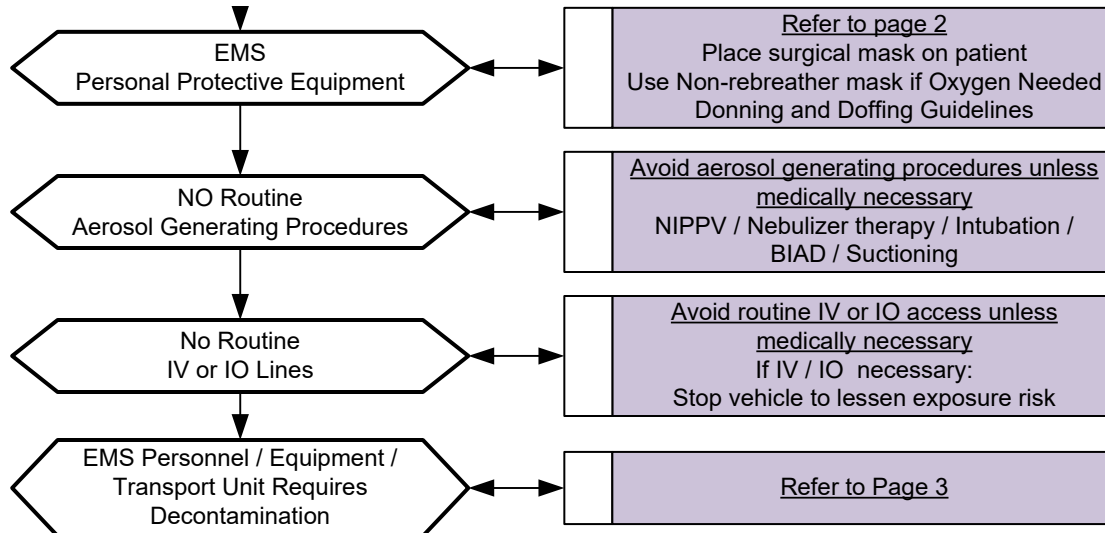 EMS
Personal Protective Equipment
Refer to page 2
Place surgical mask on patient
Use Non-rebreather mask if Oxygen Needed
Donning and Doffing Guidelines
NO Routine
Aerosol Generating Procedures
Avoid aerosol generating procedures unless
medically necessary
NIPPV / Nebulizer therapy / Intubation /
BIAD / Suctioning
No Routine
IV or IO Lines
Avoid routine IV or IO access unless
medically necessary
If IV / IO necessary:
Stop vehicle to lessen exposure risk
EMS Personnel / Equipment /
Transport Unit Requires
Decontamination
Refer to Page 3